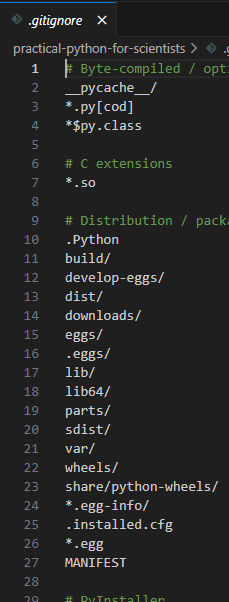 .gitignore
practical-python-for-scientists >
1 # Byte-compiled / opti
2 __pycache__/
3 *.py[cod]
4 *$py.class
5
6 # C extensions
7 *.so
8
9 # Distribution / packa
10 .Python
11 build/
12 develop-eggs/
13 dist/
14 downloads/
15 eggs/
16 .eggs/
17 lib/
18 lib64/
19 parts/
20 sdist/
21 var/
22 wheels/
23 share/python-wheels/
24 *.egg-info/
25 .installed.cfg
26 *.egg
27 MANIFEST
28
29 # PyInstaller